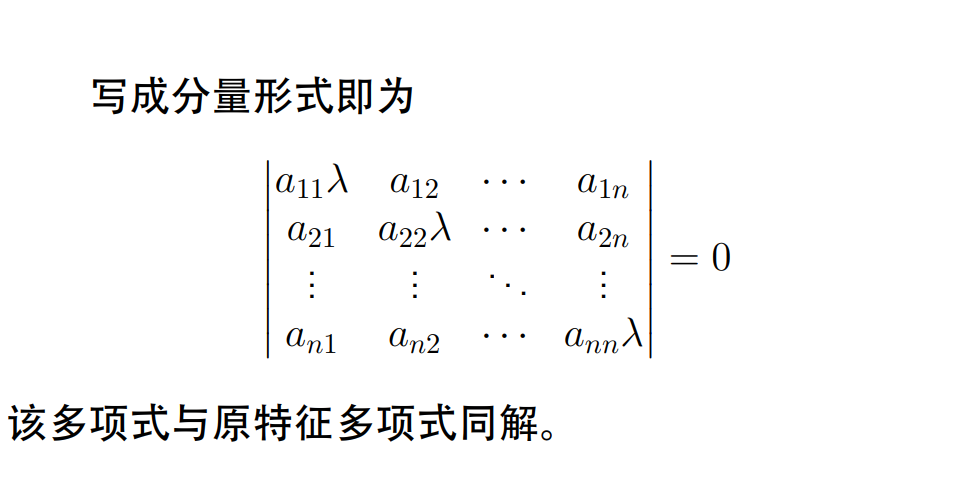 写成分量形式即为
| a₁₁λ a₁₂ ⋯ a₁ₙ |
| a₂₁ a₂₂λ ⋯ a₂ₙ |
| ⋮ ⋮ ⋱ ⋮ | = 0
| aₙ₁ aₙ₂ ⋯ aₙₙλ |
该多项式与原特征多项式同解。